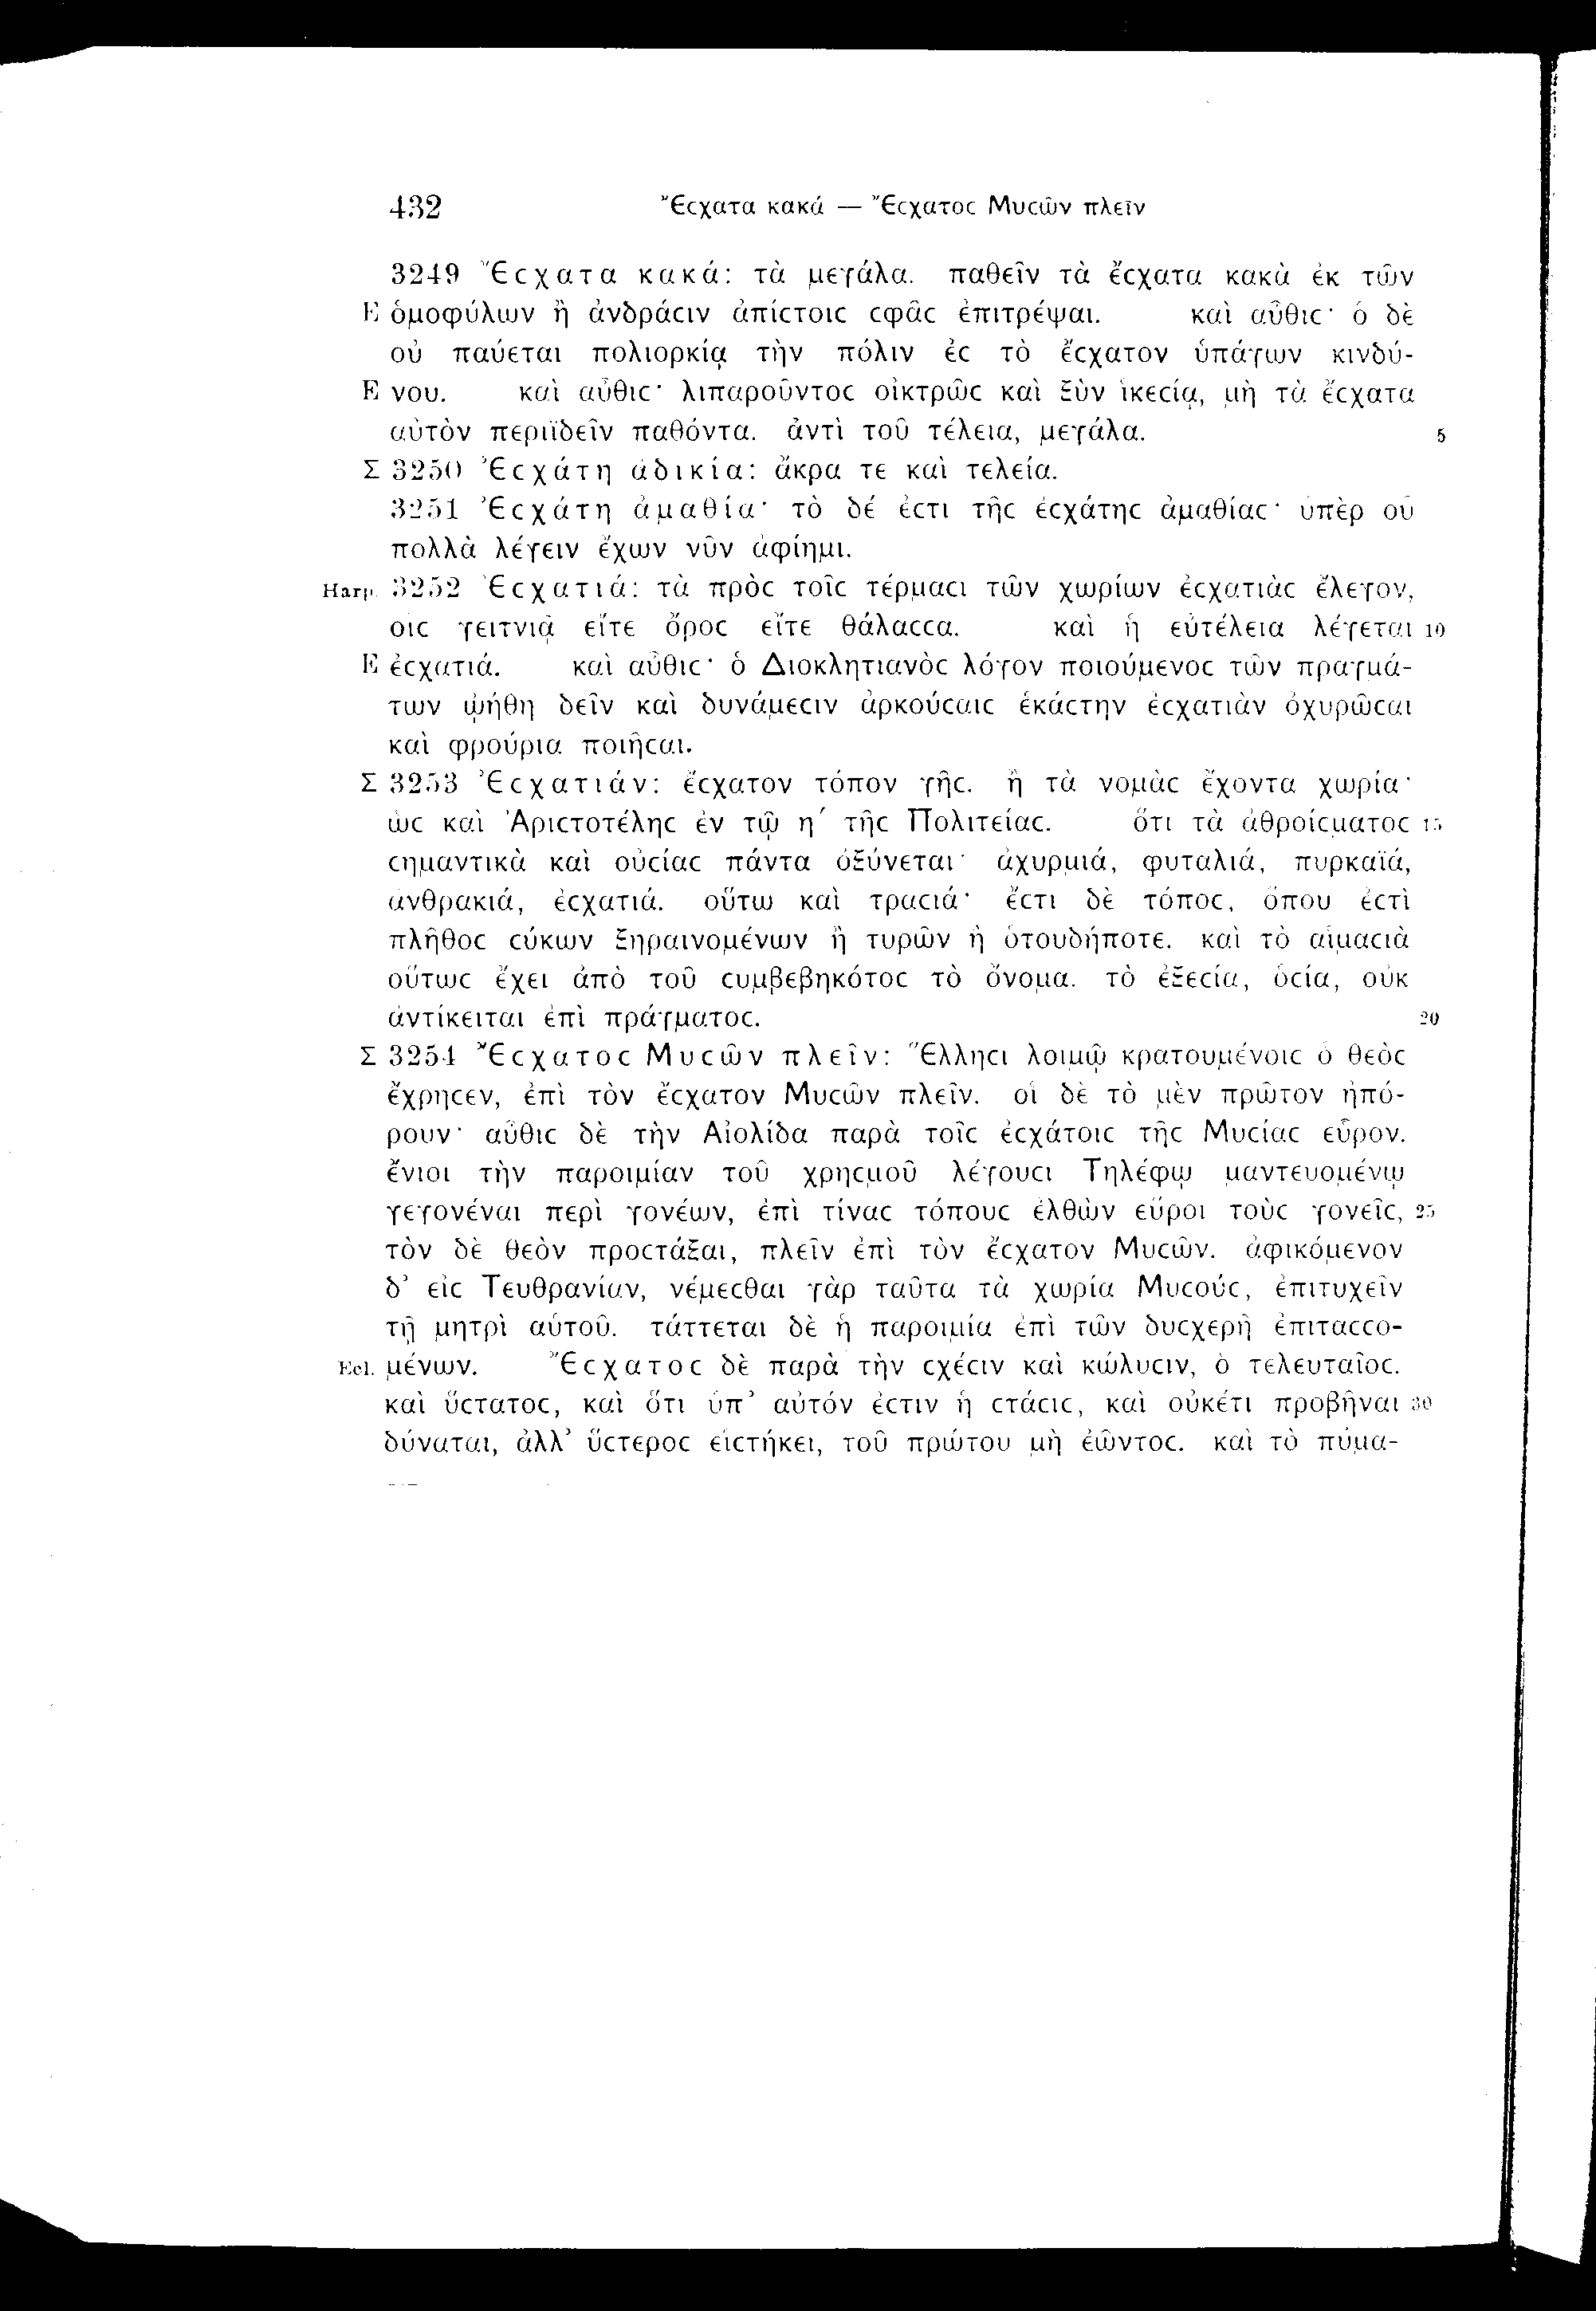 432 Ἔϲχατα κακά — Ἔϲχατοϲ Μυϲῶν πλεῖν
3249 Ἔϲχατα κακά: τὰ μεγάλα. παθεῖν τὰ ἔϲχατα κακὰ ἐκ τῶν
E ὁμοφύλων ἢ ἀνδράϲιν ἀπίϲτοιϲ ϲφᾶϲ ἐπιτρέψαι. καὶ αὖθιϲ· ὁ δὲ
οὐ παύεται πολιορκίᾳ τὴν πόλιν ἐϲ τὸ ἔϲχατον ὑπάγων κινδύ-
E νου. καὶ αὖθιϲ· λιπαροῦντοϲ οἰκτρῶϲ καὶ ξὺν ἱκεϲίᾳ, μὴ τὰ ἔϲχατα
αὐτὸν περιϊδεῖν παθόντα. ἀντὶ τοῦ τέλεια, μεγάλα. 5
Σ 3250 Ἐϲχάτη ἀδικία: ἄκρα τε καὶ τελεία.
3251 Ἐϲχάτη ἀμαθία· τὸ δέ ἐϲτι τῆϲ ἐϲχάτηϲ ἀμαθίαϲ· ὑπὲρ οὗ
πολλὰ λέγειν ἔχων νῦν ἀφίημι.
Harp. 3252 Ἐϲχατιά: τὰ πρὸϲ τοῖϲ τέρμαϲι τῶν χωρίων ἐϲχατιὰϲ ἔλεγον,
οἷϲ γειτνιᾷ εἴτε ὄροϲ εἴτε θάλαϲϲα. καὶ ἡ εὐτέλεια λέγεται 10
E ἐϲχατιά. καὶ αὖθιϲ· ὁ Διοκλητιανὸϲ λόγον ποιούμενοϲ τῶν πραγμά-
των ᾠήθη δεῖν καὶ δυνάμεϲιν ἀρκούϲαιϲ ἑκάϲτην ἐϲχατιὰν ὀχυρῶϲαι
καὶ φρούρια ποιῆϲαι.
Σ 3253 Ἐϲχατιάν: ἔϲχατον τόπον γῆϲ. ἢ τὰ νομὰϲ ἔχοντα χωρία·
ὡϲ καὶ Ἀριϲτοτέληϲ ἐν τῷ η′ τῆϲ Πολιτείαϲ. ὅτι τὰ ἀθροίϲματοϲ 15
ϲημαντικὰ καὶ οὐϲίαϲ πάντα ὀξύνεται· ἀχυρμιά, φυταλιά, πυρκαϊά,
ἀνθρακιά, ἐϲχατιά. οὕτω καὶ τραϲιά· ἔϲτι δὲ τόποϲ, ὅπου ἐϲτὶ
πλῆθοϲ ϲύκων ξηραινομένων ἢ τυρῶν ἢ ὁτουδήποτε. καὶ τὸ αἱμαϲιὰ
οὕτωϲ ἔχει ἀπὸ τοῦ ϲυμβεβηκότοϲ τὸ ὄνομα. τὸ ἐξεϲία, ὁϲία, οὐκ
ἀντίκειται ἐπὶ πράγματοϲ. 20
Σ 3254 Ἔϲχατοϲ Μυϲῶν πλεῖν: Ἕλληϲι λοιμῷ κρατουμένοιϲ ὁ θεὸϲ
ἔχρηϲεν, ἐπὶ τὸν ἔϲχατον Μυϲῶν πλεῖν. οἱ δὲ τὸ μὲν πρῶτον ἠπό-
ρουν· αὖθιϲ δὲ τὴν Αἰολίδα παρὰ τοῖϲ ἐϲχάτοιϲ τῆϲ Μυϲίαϲ εὗρον.
ἔνιοι τὴν παροιμίαν τοῦ χρηϲμοῦ λέγουϲι Τηλέφῳ μαντευομένῳ
γεγονέναι περὶ γονέων, ἐπὶ τίναϲ τόπουϲ ἐλθὼν εὕροι τοὺϲ γονεῖϲ, 25
τὸν δὲ θεὸν προϲτάξαι, πλεῖν ἐπὶ τὸν ἔϲχατον Μυϲῶν. ἀφικόμενον
δ’ εἰϲ Τευθρανίαν, νέμεϲθαι γὰρ ταῦτα τὰ χωρία Μυϲούϲ, ἐπιτυχεῖν
τῇ μητρὶ αὐτοῦ. τάττεται δὲ ἡ παροιμία ἐπὶ τῶν δυϲχερῆ ἐπιταϲϲο-
Ecl. μένων. Ἔϲχατοϲ δὲ παρὰ τὴν ϲχέϲιν καὶ κώλυϲιν, ὁ τελευταῖοϲ.
καὶ ὕϲτατοϲ, καὶ ὅτι ὑπ’ αὐτόν ἐϲτιν ἡ ϲτάϲιϲ, καὶ οὐκέτι προβῆναι 30
δύναται, ἀλλ’ ὕϲτεροϲ εἱϲτήκει, τοῦ πρώτου μὴ ἐῶντοϲ. καὶ τὸ πύμα-